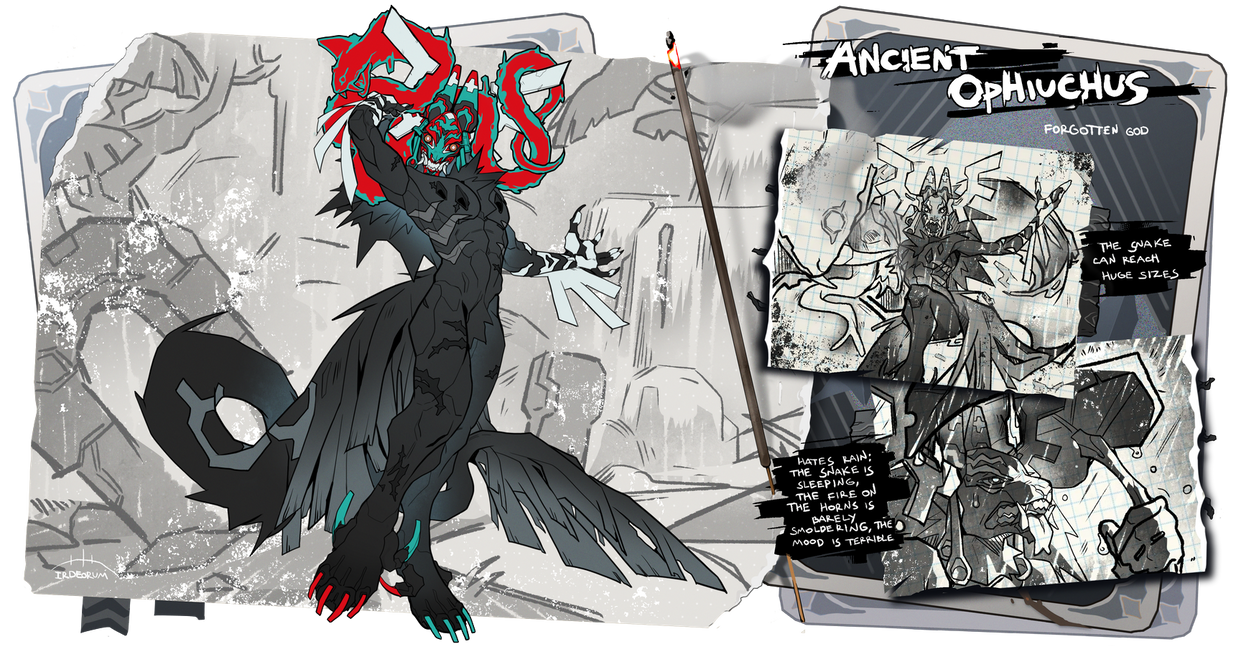 ANCIENT
OPHIUCHUS
FORGOTTEN GOD
THE SNAKE
CAN REACH
HUGE SIZES
HATES RAIN:
THE SNAKE IS
SLEEPING,
THE FIRE ON
THE HORNS IS
BARELY
SMOLDERING, THE
MOOD IS TERRIBLE
IRDEORUM